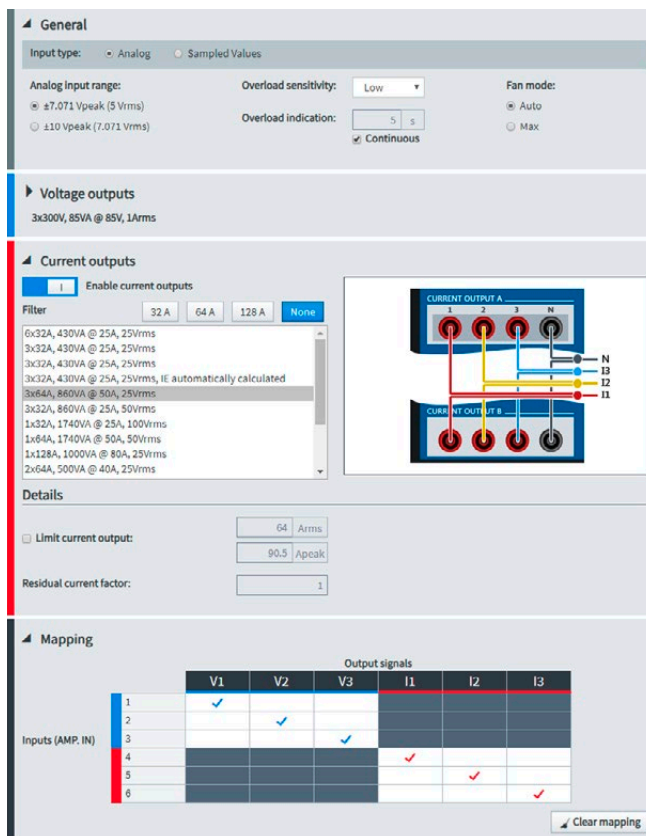 General
Input type: Analog Sampled Values
Analog input range: Overload sensitivity: Low Fan mode:
±7.071 Vpeak (5 Vrms) Auto
±10 Vpeak (7.071 Vrms) Overload indication: 5 s Max
Continuous
Voltage outputs
3x300V, 85VA @ 85V, 1Arms
Current outputs
I Enable current outputs
Filter 32 A 64 A 128 A None
6x32A, 430VA @ 25A, 25Vrms
3x32A, 430VA @ 25A, 25Vrms
3x32A, 430VA @ 25A, 25Vrms
3x32A, 430VA @ 25A, 25Vrms, IE automatically calculated
3x64A, 860VA @ 50A, 25Vrms
3x32A, 860VA @ 25A, 50Vrms
1x32A, 1740VA @ 25A, 100Vrms
1x64A, 1740VA @ 50A, 50Vrms
1x128A, 1000VA @ 80A, 25Vrms
2x64A, 500VA @ 40A, 25Vrms
CURRENT OUTPUT A
1 2 3 N
N
I3
I2
I1
CURRENT OUTPUT B
Details
Limit current output: 64 Arms
90.5 Apeak
Residual current factor: 1
Mapping
Output signals
V1 V2 V3 I1 I2 I3
1
2
Inputs (AMP. IN) 3
4
5
6
Clear mapping